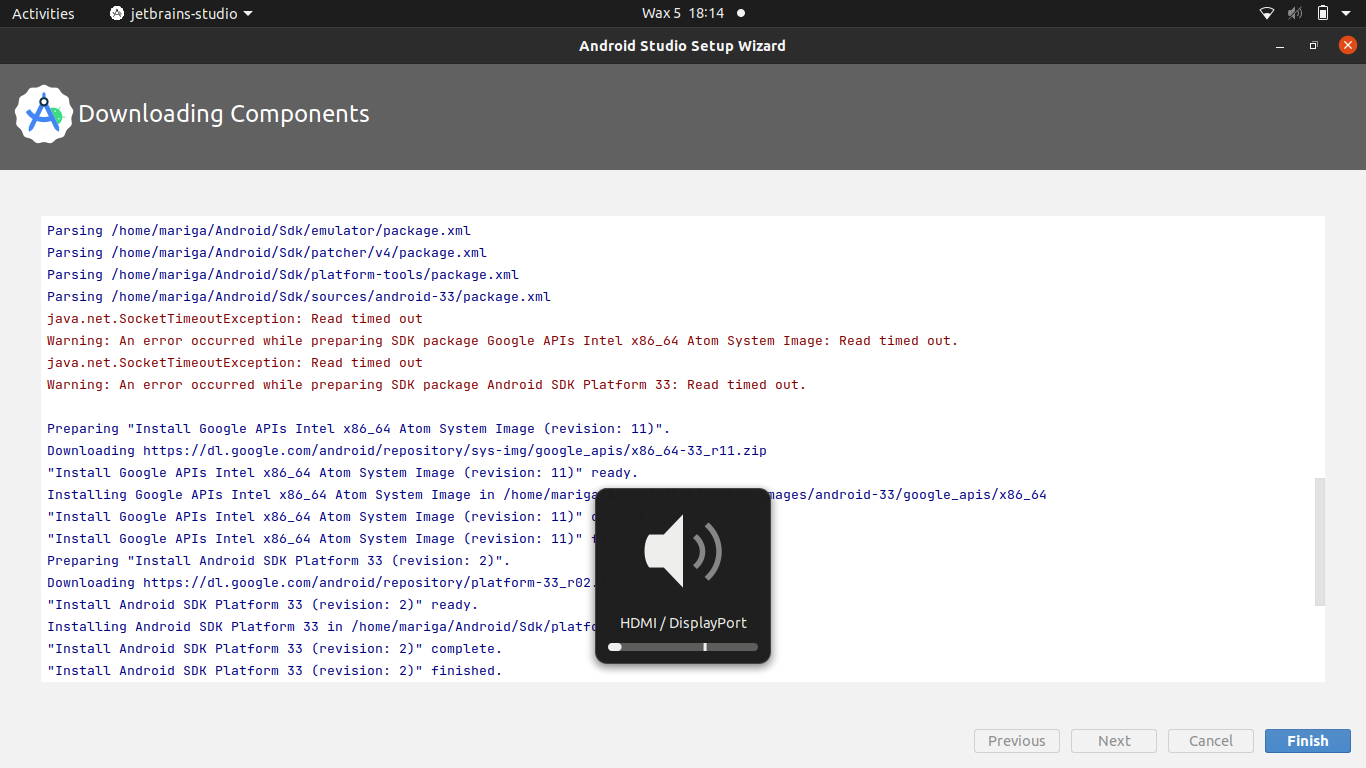 Activities
jetbrains-studio
Wax 5 18:14
Android Studio Setup Wizard
Downloading Components
Parsing /home/mariga/Android/Sdk/emulator/package.xml
Parsing /home/mariga/Android/Sdk/patcher/v4/package.xml
Parsing /home/mariga/Android/Sdk/platform-tools/package.xml
Parsing /home/mariga/Android/Sdk/sources/android-33/package.xml
java.net.SocketTimeoutException: Read timed out
Warning: An error occurred while preparing SDK package Google APIs Intel x86_64 Atom System Image: Read timed out.
java.net.SocketTimeoutException: Read timed out
Warning: An error occurred while preparing SDK package Android SDK Platform 33: Read timed out.
Preparing "Install Google APIs Intel x86_64 Atom System Image (revision: 11)".
Downloading https://dl.google.com/android/repository/sys-img/google_apis/x86_64-33_r11.zip
"Install Google APIs Intel x86_64 Atom System Image (revision: 11)" ready.
Installing Google APIs Intel x86_64 Atom System Image in /home/mariga mages/android-33/google_apis/x86_64
"Install Google APIs Intel x86_64 Atom System Image (revision: 11)"
"Install Google APIs Intel x86_64 Atom System Image (revision: 11)"
Preparing "Install Android SDK Platform 33 (revision: 2)".
Downloading https://dl.google.com/android/repository/platform-33_r02.
"Install Android SDK Platform 33 (revision: 2)" ready.
Installing Android SDK Platform 33 in /home/mariga/Android/Sdk/platfo
"Install Android SDK Platform 33 (revision: 2)" complete.
"Install Android SDK Platform 33 (revision: 2)" finished.
HDMI / DisplayPort
Previous
Next
Cancel
Finish